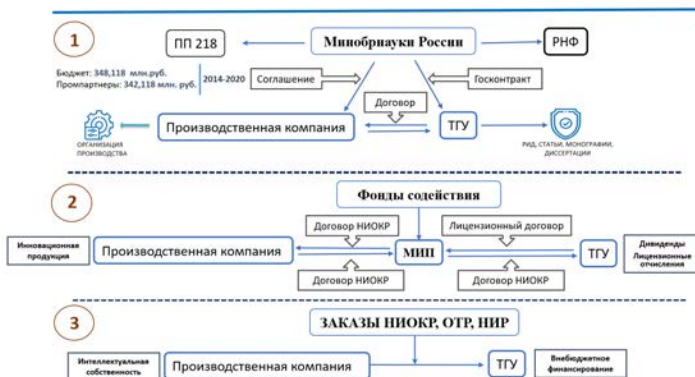 1
ПП 218
Минобрнауки России
РНФ
Бюджет: 348,118 млн.руб.
Промпартнеры: 342,118 млн. руб.
2014-2020
Соглашение
Госконтракт
Договор
Производственная компания
ТГУ
ОРГАНИЗАЦИЯ
ПРОИЗВОДСТВА
РИД, СТАТЬИ, МОНОГРАФИИ,
ДИССЕРТАЦИИ
2
Фонды содействия
Договор НИОКР
Лицензионный договор
Инновационная
продукция
Производственная компания
МИП
ТГУ
Дивиденды
Лицензионные
отчисления
Договор НИОКР
Договор НИОКР
3
ЗАКАЗЫ НИОКР, ОТР, НИР
Интеллектуальная
собственность
Производственная компания
ТГУ
Внебюджетное
финансирование